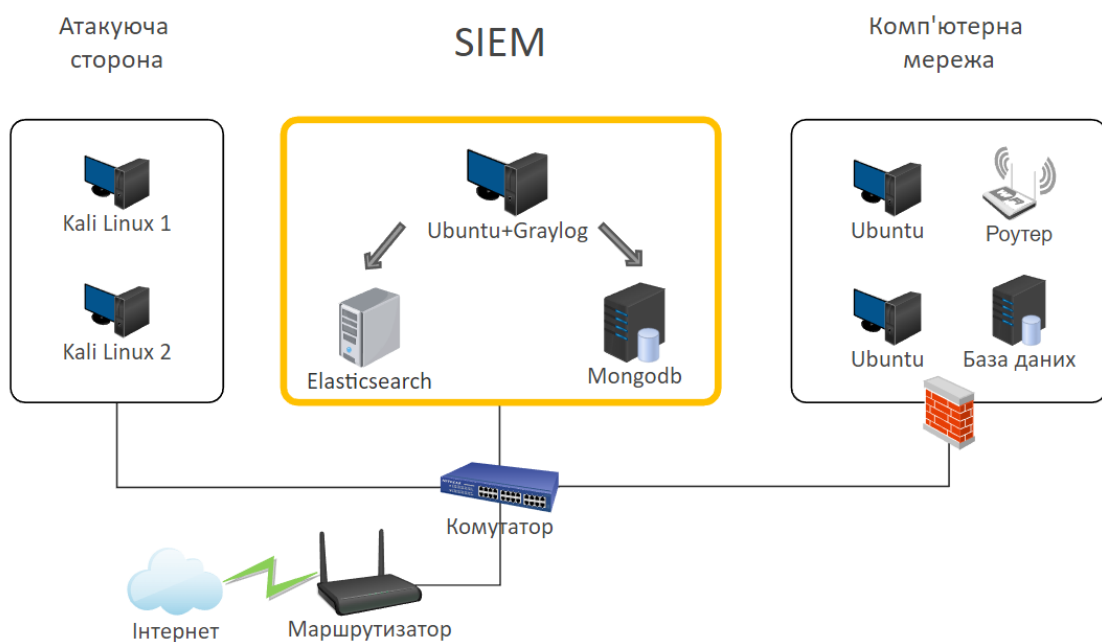 Атакуюча
сторона
SIEM
Комп'ютерна
мережа
Kali Linux 1
Kali Linux 2
Ubuntu+Graylog
Elasticsearch
Mongodb
Ubuntu
Роутер
Ubuntu
База даних
Комутатор
Інтернет
Маршрутизатор